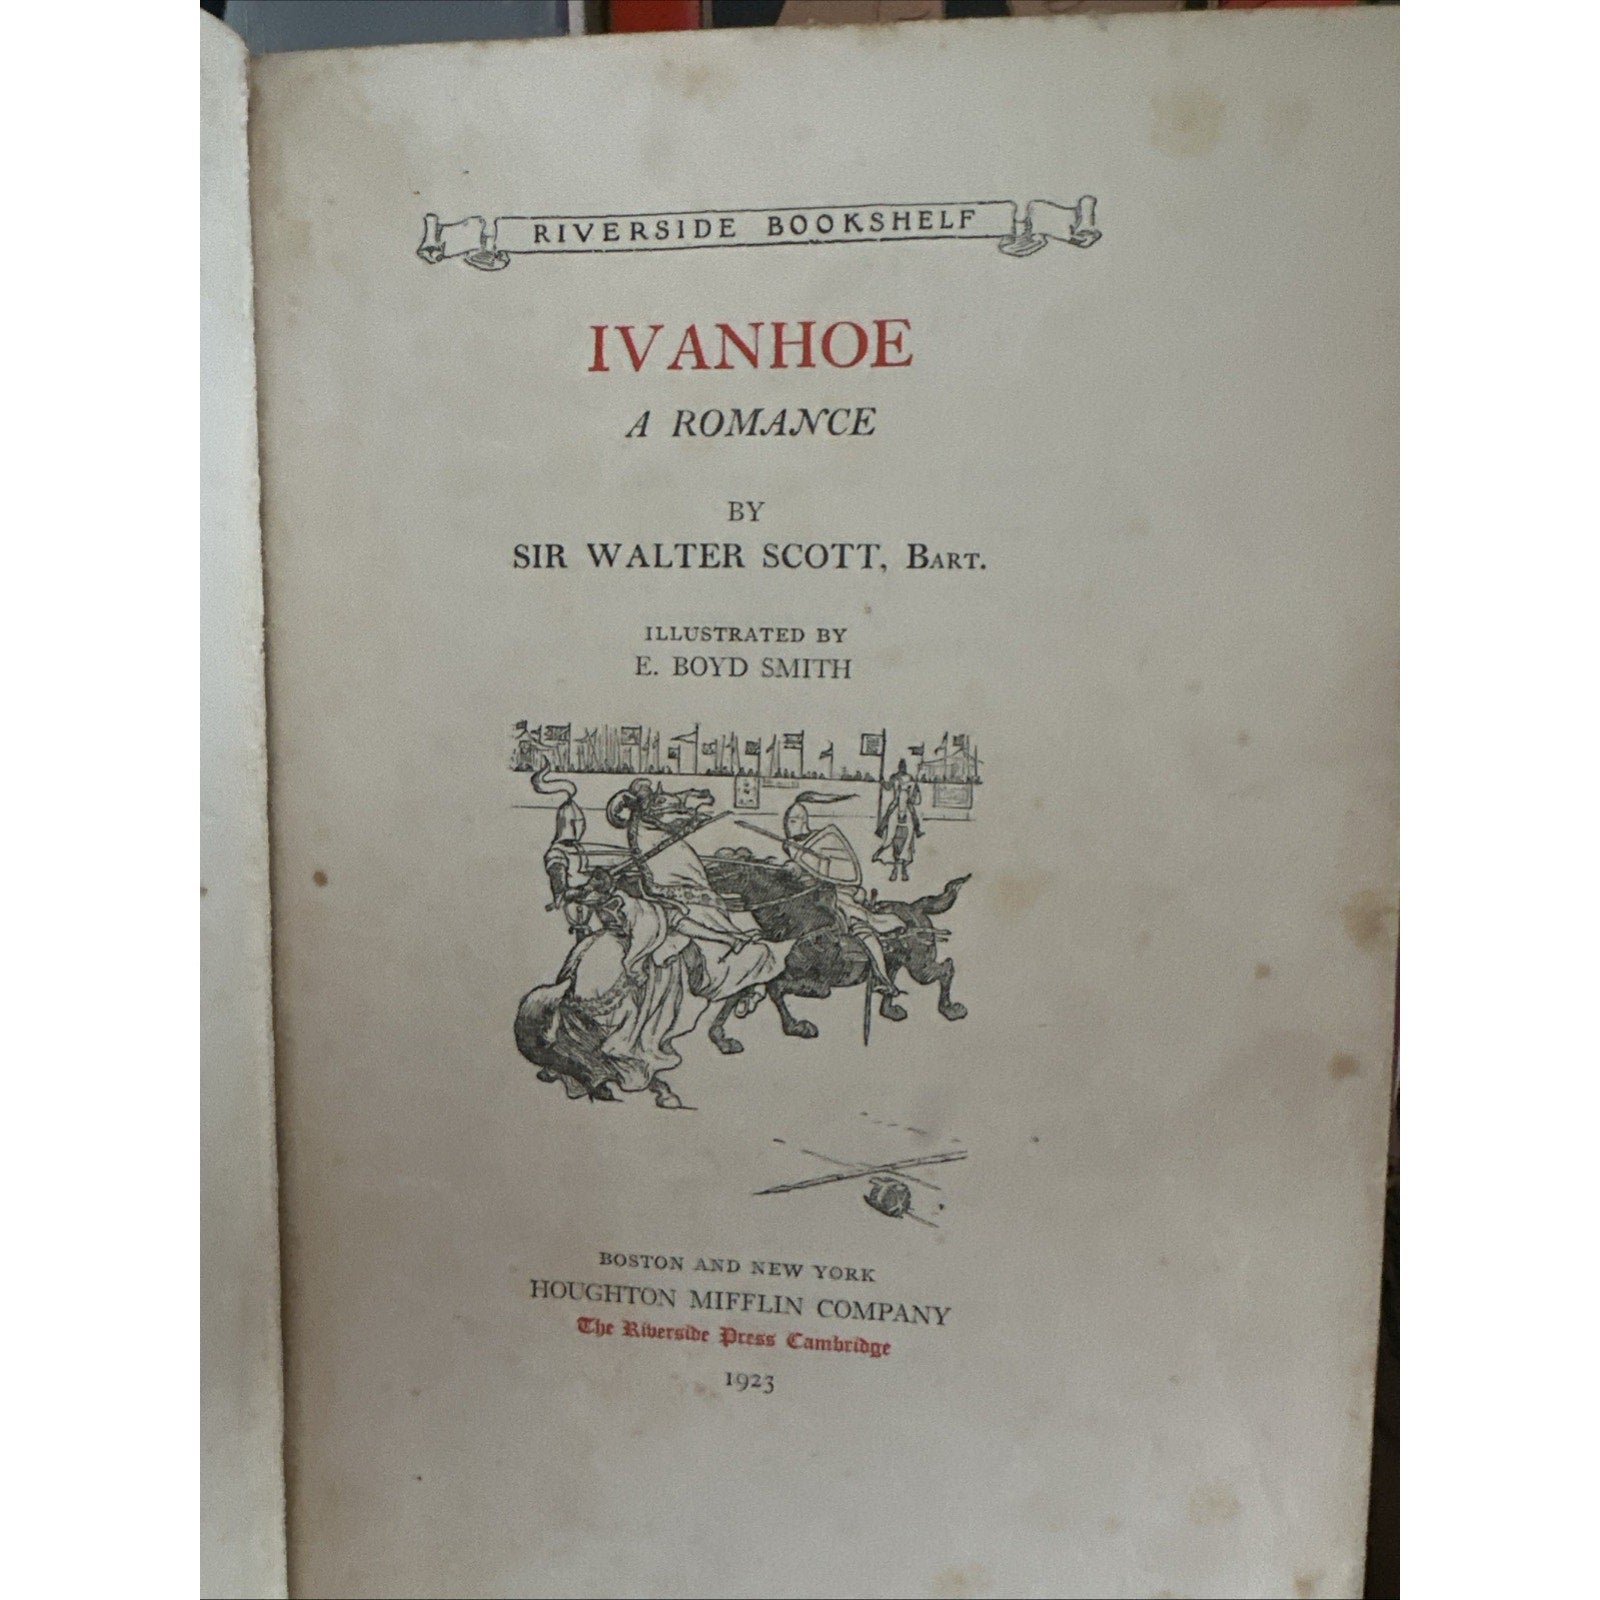 RIVERSIDE BOOKSHELF
IVANHOE
A ROMANCE
BY
SIR WALTER SCOTT, BART.
ILLUSTRATED BY
E. BOYD SMITH
BOSTON AND NEW YORK
HOUGHTON MIFFLIN COMPANY
The Riverside Press Cambridge
1923